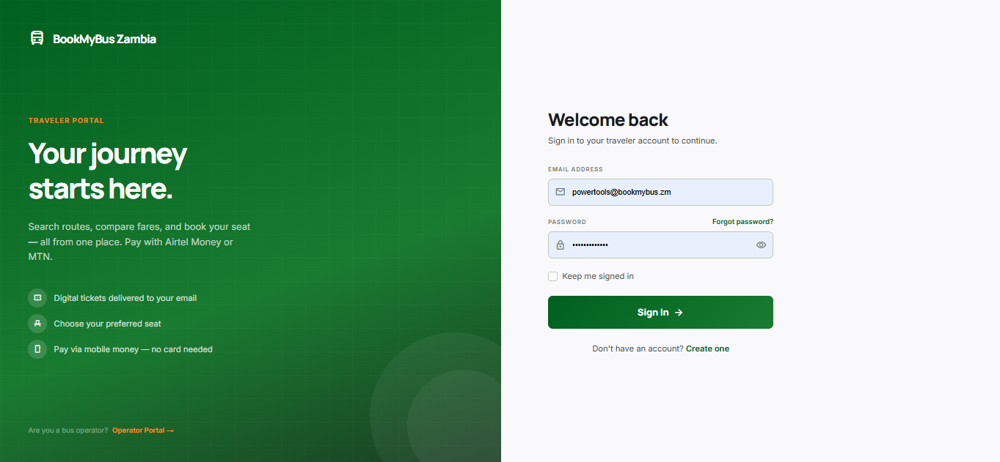 BookMyBus Zambia
TRAVELER PORTAL
Your journey
starts here.
Search routes, compare fares, and book your seat
— all from one place. Pay with Airtel Money or
MTN.
Digital tickets delivered to your email
Choose your preferred seat
Pay via mobile money — no card needed
Are you a bus operator? Operator Portal →
Welcome back
Sign in to your traveler account to continue.
EMAIL ADDRESS
powertools@bookmybus.zm
PASSWORD Forgot password?
•••••••••••••
Keep me signed in
Sign In →
Don't have an account? Create one